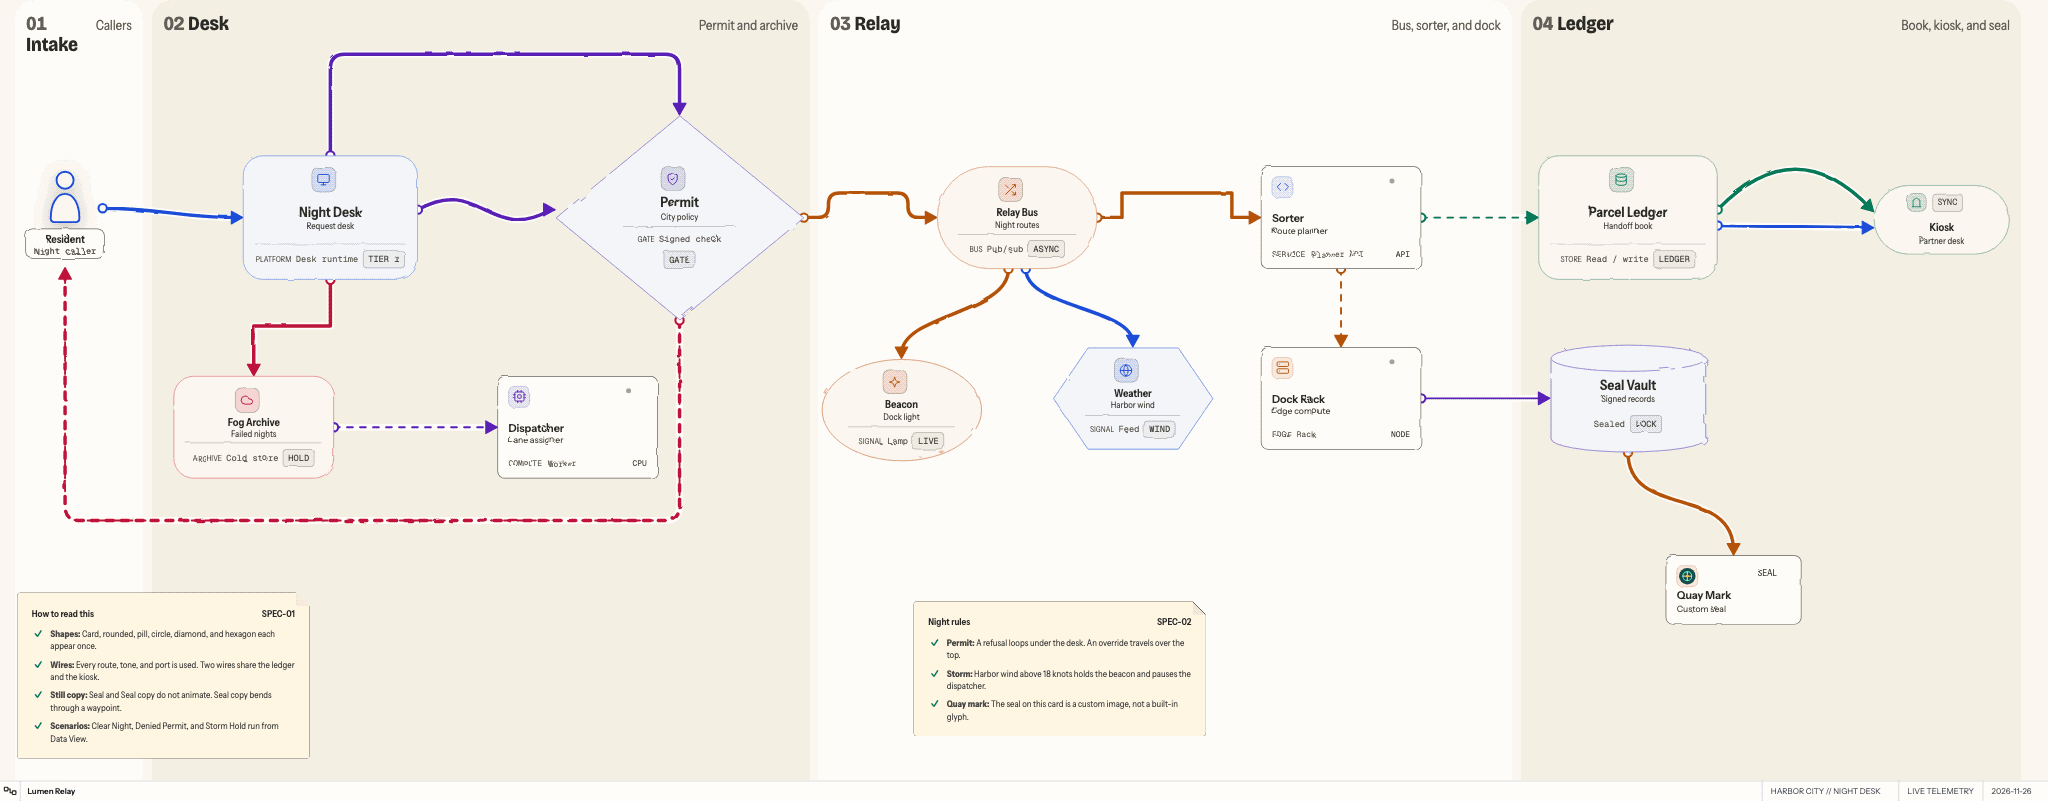 01
Intake
Callers
02 Desk
Permit and archive
03 Relay
Bus, sorter, and dock
04 Ledger
Book, kiosk, and seal
Resident
Night caller
Night Desk
Request desk
PLATFORM Desk runtime TIER 2
Permit
City policy
GATE Signed check
GATE
Fog Archive
Failed nights
ARCHIVE Cold store HOLD
Dispatcher
Lane assigner
COMPUTE Worker CPU
Relay Bus
Night routes
BUS Pub/sub ASYNC
Sorter
Route planner
SERVICE Planner API API
Beacon
Dock light
SIGNAL Lamp LIVE
Weather
Harbor wind
SIGNAL Feed WIND
Dock Rack
Edge compute
EDGE Rack NODE
Parcel Ledger
Handoff book
STORE Read / write LEDGER
SYNC
Kiosk
Partner desk
Seal Vault
Signed records
Sealed LOCK
SEAL
Quay Mark
Custom seal
How to read this SPEC-01
Shapes: Card, rounded, pill, circle, diamond, and hexagon each
appear once.
Wires: Every route, tone, and port is used. Two wires share the ledger
and the kiosk.
Still copy: Seal and Seal copy do not animate. Seal copy bends
through a waypoint.
Scenarios: Clear Night, Denied Permit, and Storm Hold run from
Data View.
Night rules SPEC-02
Permit: A refusal loops under the desk. An override travels over the
top.
Storm: Harbor wind above 18 knots holds the beacon and pauses the
dispatcher.
Quay mark: The seal on this card is a custom image, not a built-in
glyph.
Lumen Relay
HARBOR CITY // NIGHT DESK
LIVE TELEMETRY
2026-11-26